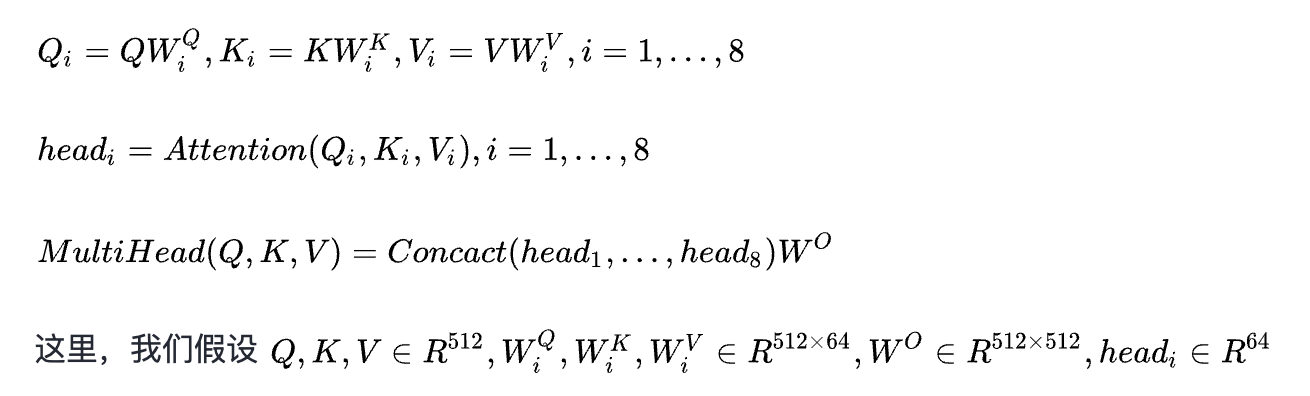 Q_i = QW_i^Q, K_i = KW_i^K, V_i = VW_i^V, i = 1, . . . , 8
head_i = Attention(Q_i, K_i, V_i), i = 1, . . . , 8
MultiHead(Q, K, V) = Concact(head_1, . . . , head_8)W^O
这里，我们假设 Q, K, V ∈ R^{512}, W_i^Q, W_i^K, W_i^V ∈ R^{512×64}, W^O ∈ R^{512×512}, head_i ∈ R^{64}